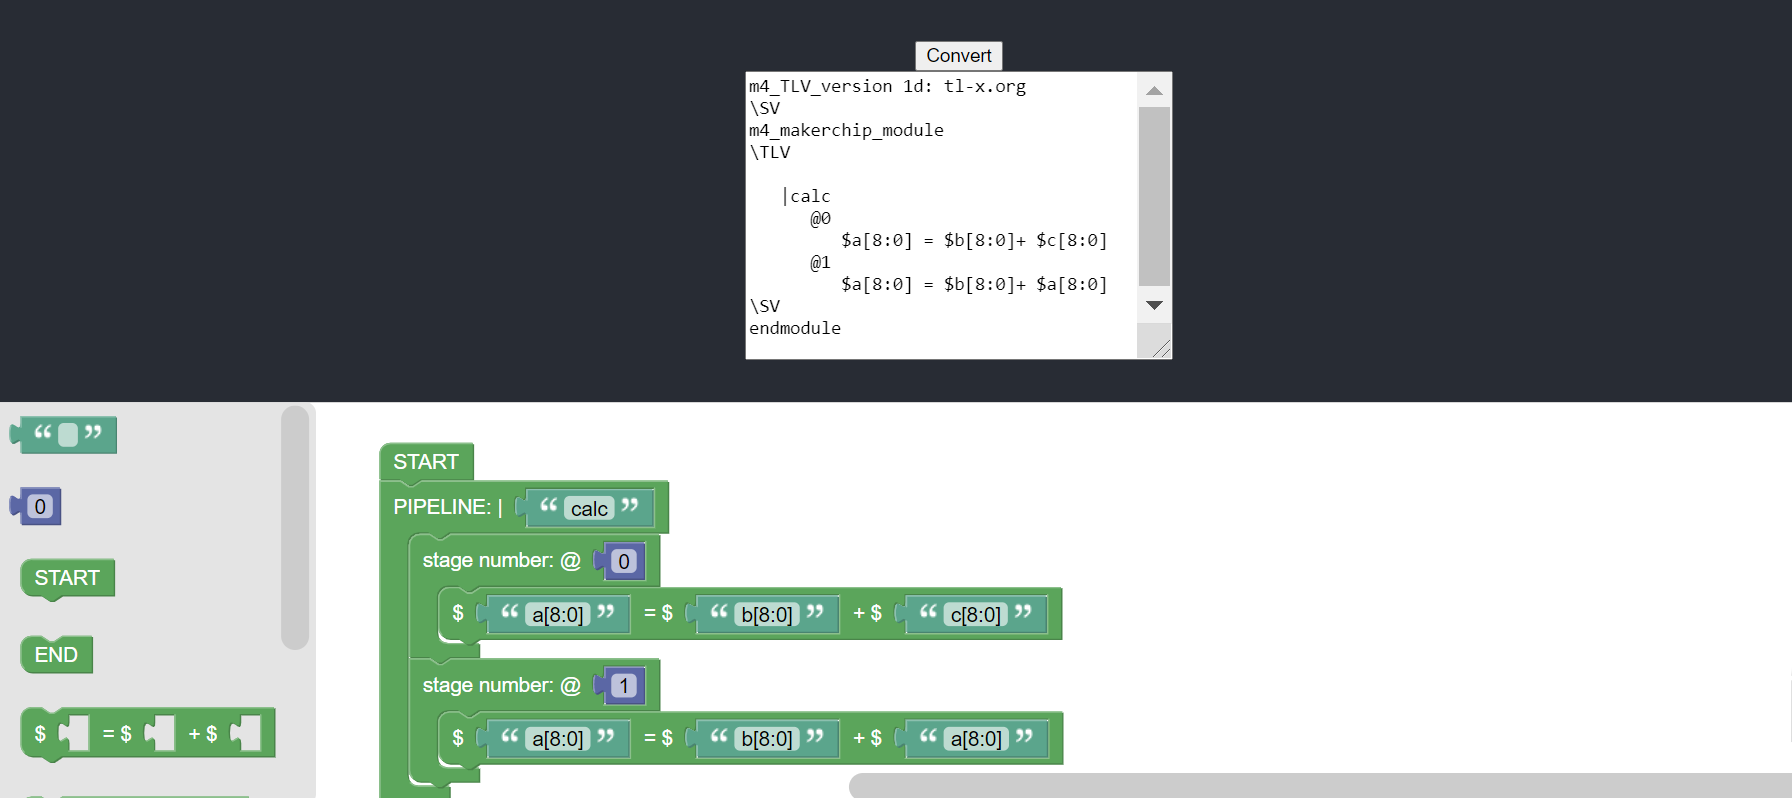 Convert
m4_TLV_version 1d: tl-x.org
\SV
m4_makerchip_module
\TLV
|calc
@0
$a[8:0] = $b[8:0]+ $c[8:0]
@1
$a[8:0] = $b[8:0]+ $a[8:0]
\SV
endmodule
“ ”
0
START
END
$ = $ + $
START
PIPELINE: | “ calc ”
stage number: @ 0
$ “ a[8:0] ” = $ “ b[8:0] ” + $ “ c[8:0] ”
stage number: @ 1
$ “ a[8:0] ” = $ “ b[8:0] ” + $ “ a[8:0] ”